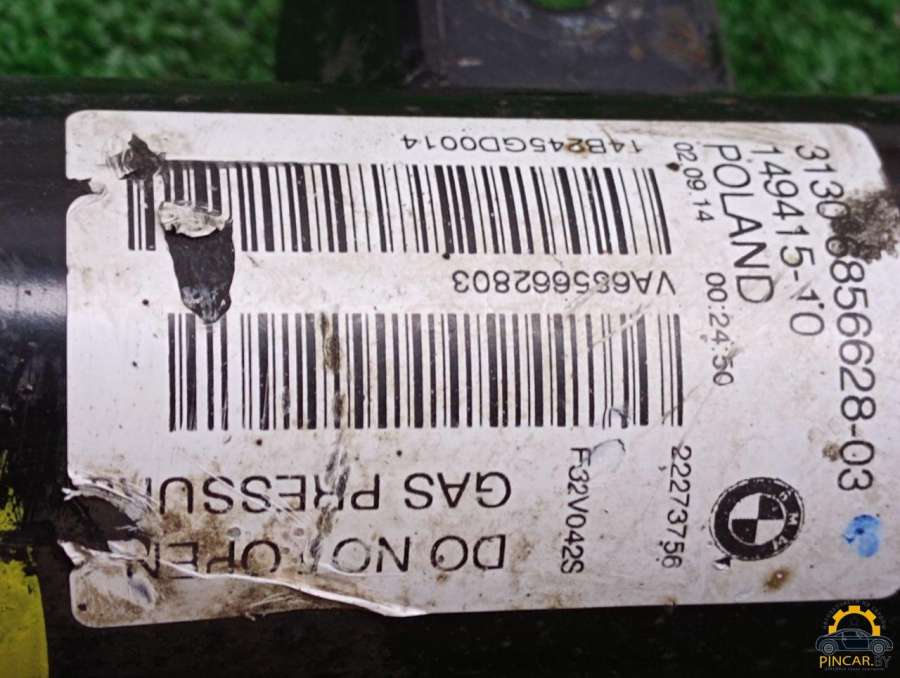 3130 6856628-03
149415-10
POLAND
02.09.14 00:24:50
22273756
F32V042S
14B245GD0014
VA685662803
DO NOT OPEN
GAS PRESSUR
BMW
PINCAR.BY